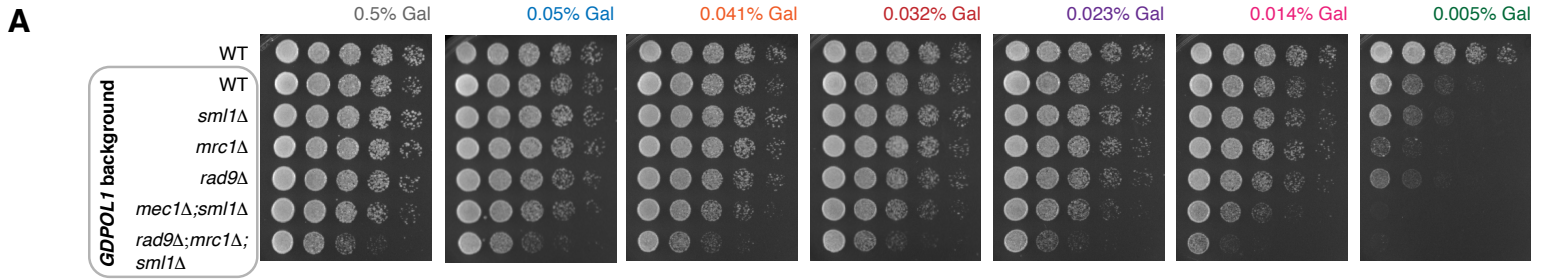 A
0.5% Gal
0.05% Gal
0.041% Gal
0.032% Gal
0.023% Gal
0.014% Gal
0.005% Gal
WT
GDPOL1 background
WT
sml1Δ
mrc1Δ
rad9Δ
mec1Δ;sml1Δ
rad9Δ;mrc1Δ;
sml1Δ